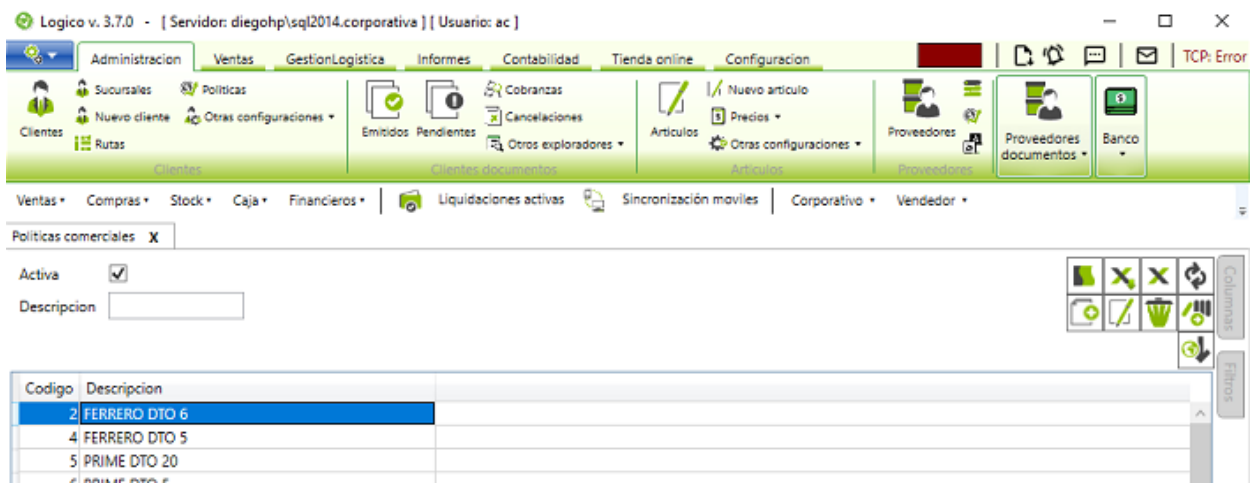 Logico v. 3.7.0 - [ Servidor: diegohp\sql2014.corporativa ] [ Usuario: ac ]
Administracion Ventas GestionLogistica Informes Contabilidad Tienda online Configuracion TCP: Error
Sucursales Politicas Cobranzas Nuevo articulo
Nuevo cliente Otras configuraciones Cancelaciones Precios
Clientes Rutas Emitidos Pendientes Otros exploradores Articulos Otras configuraciones Proveedores Proveedores documentos Banco
Clientes Clientes documentos Articulos Proveedores
Ventas Compras Stock Caja Financieros Liquidaciones activas Sincronización moviles Corporativo Vendedor
Politicas comerciales X
Activa
Descripcion
Columnas
Filtros
Codigo Descripcion
2 FERRERO DTO 6
4 FERRERO DTO 5
5 PRIME DTO 20
6 PRIME DTO 5